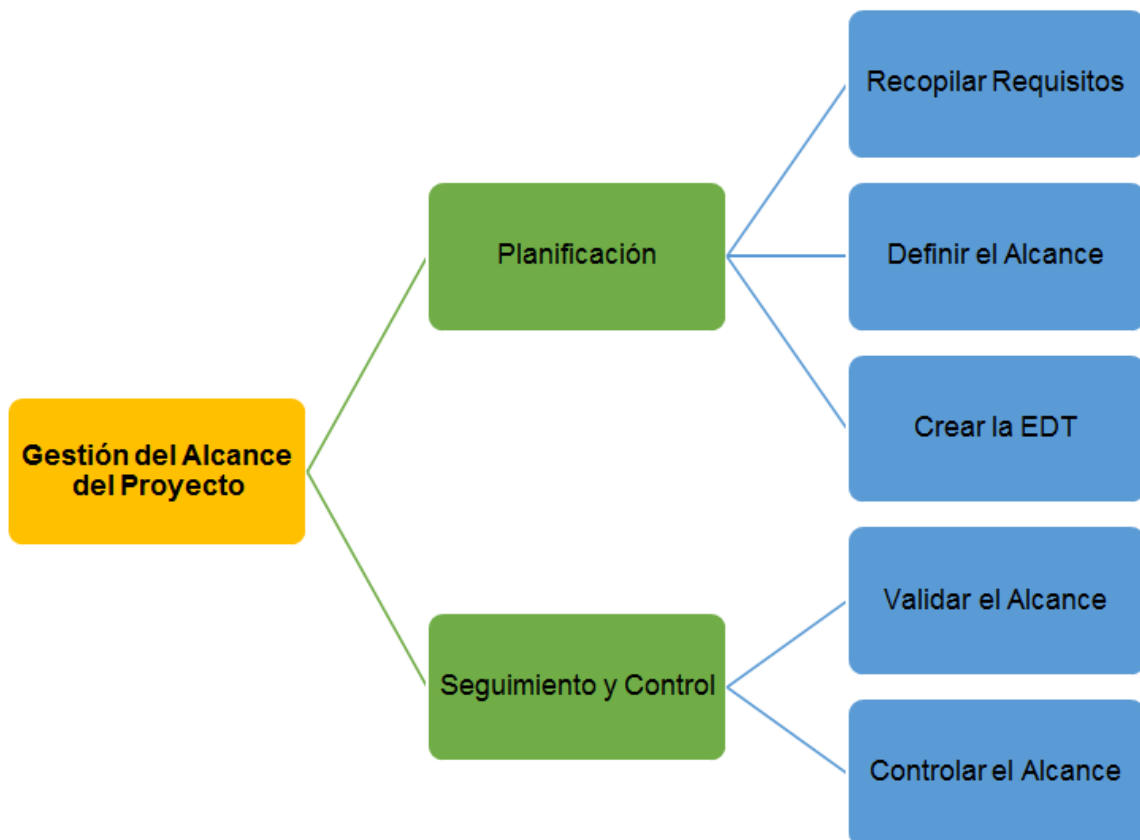 Recopilar Requisitos
Planificación
Definir el Alcance
Crear la EDT
Gestión del Alcance
del Proyecto
Validar el Alcance
Seguimiento y Control
Controlar el Alcance